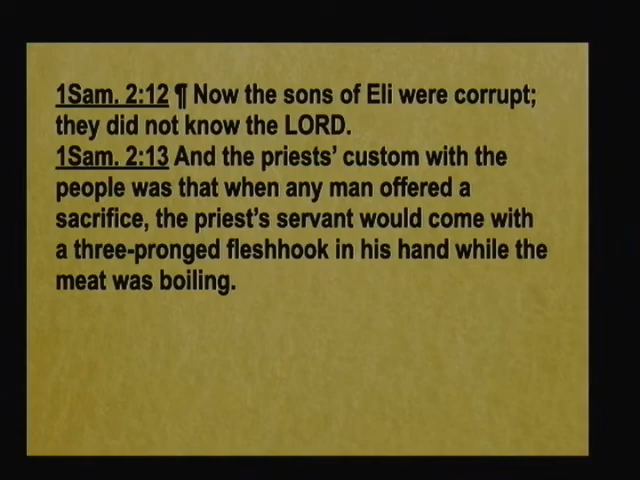 1Sam. 2:12 ¶ Now the sons of Eli were corrupt;
they did not know the LORD.
1Sam. 2:13 And the priests’ custom with the
people was that when any man offered a
sacrifice, the priest’s servant would come with
a three-pronged fleshhook in his hand while the
meat was boiling.